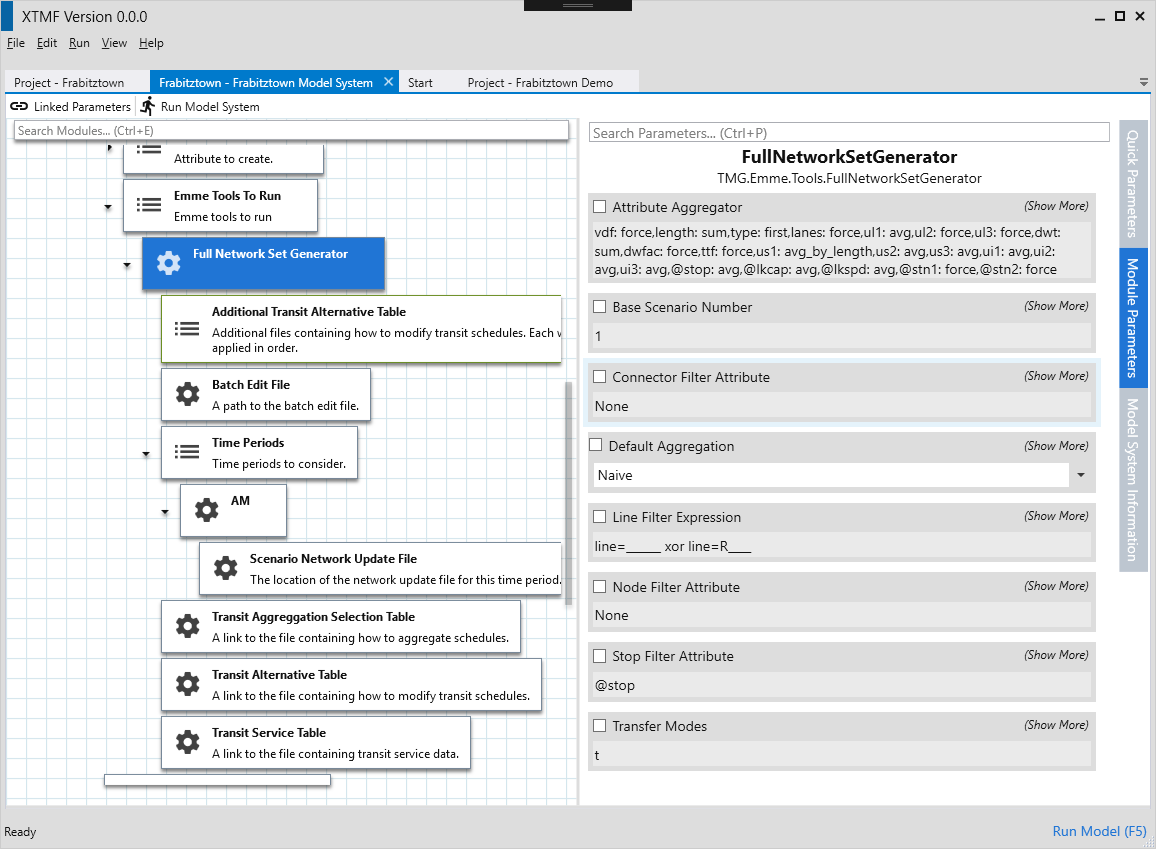 XTMF Version 0.0.0
File Edit Run View Help
Project - Frabitztown
Frabitztown - Frabitztown Model System
Start
Project - Frabitztown Demo
Linked Parameters
Run Model System
Search Modules... (Ctrl+E)
Attribute to create.
Emme Tools To Run
Emme tools to run
Full Network Set Generator
Additional Transit Alternative Table
Additional files containing how to modify transit schedules. Each w
applied in order.
Batch Edit File
A path to the batch edit file.
Time Periods
Time periods to consider.
AM
Scenario Network Update File
The location of the network update file for this time period.
Transit Aggreggation Selection Table
A link to the file containing how to aggregate schedules.
Transit Alternative Table
A link to the file containing how to modify transit schedules.
Transit Service Table
A link to the file containing transit service data.
Search Parameters... (Ctrl+P)
FullNetworkSetGenerator
TMG.Emme.Tools.FullNetworkSetGenerator
Attribute Aggregator (Show More)
vdf: force,length: sum,type: first,lanes: force,ul1: avg,ul2: force,ul3: force,dwt:
sum,dwfac: force,ttf: force,us1: avg_by_length,us2: avg,us3: avg,ui1: avg,ui2:
avg,ui3: avg,@stop: avg,@lkcap: avg,@lkspd: avg,@stn1: force,@stn2: force
Base Scenario Number (Show More)
1
Connector Filter Attribute (Show More)
None
Default Aggregation (Show More)
Naive
Line Filter Expression (Show More)
line=______ xor line=R____
Node Filter Attribute (Show More)
None
Stop Filter Attribute (Show More)
@stop
Transfer Modes (Show More)
t
Quick Parameters
Module Parameters
Model System Information
Ready
Run Model (F5)